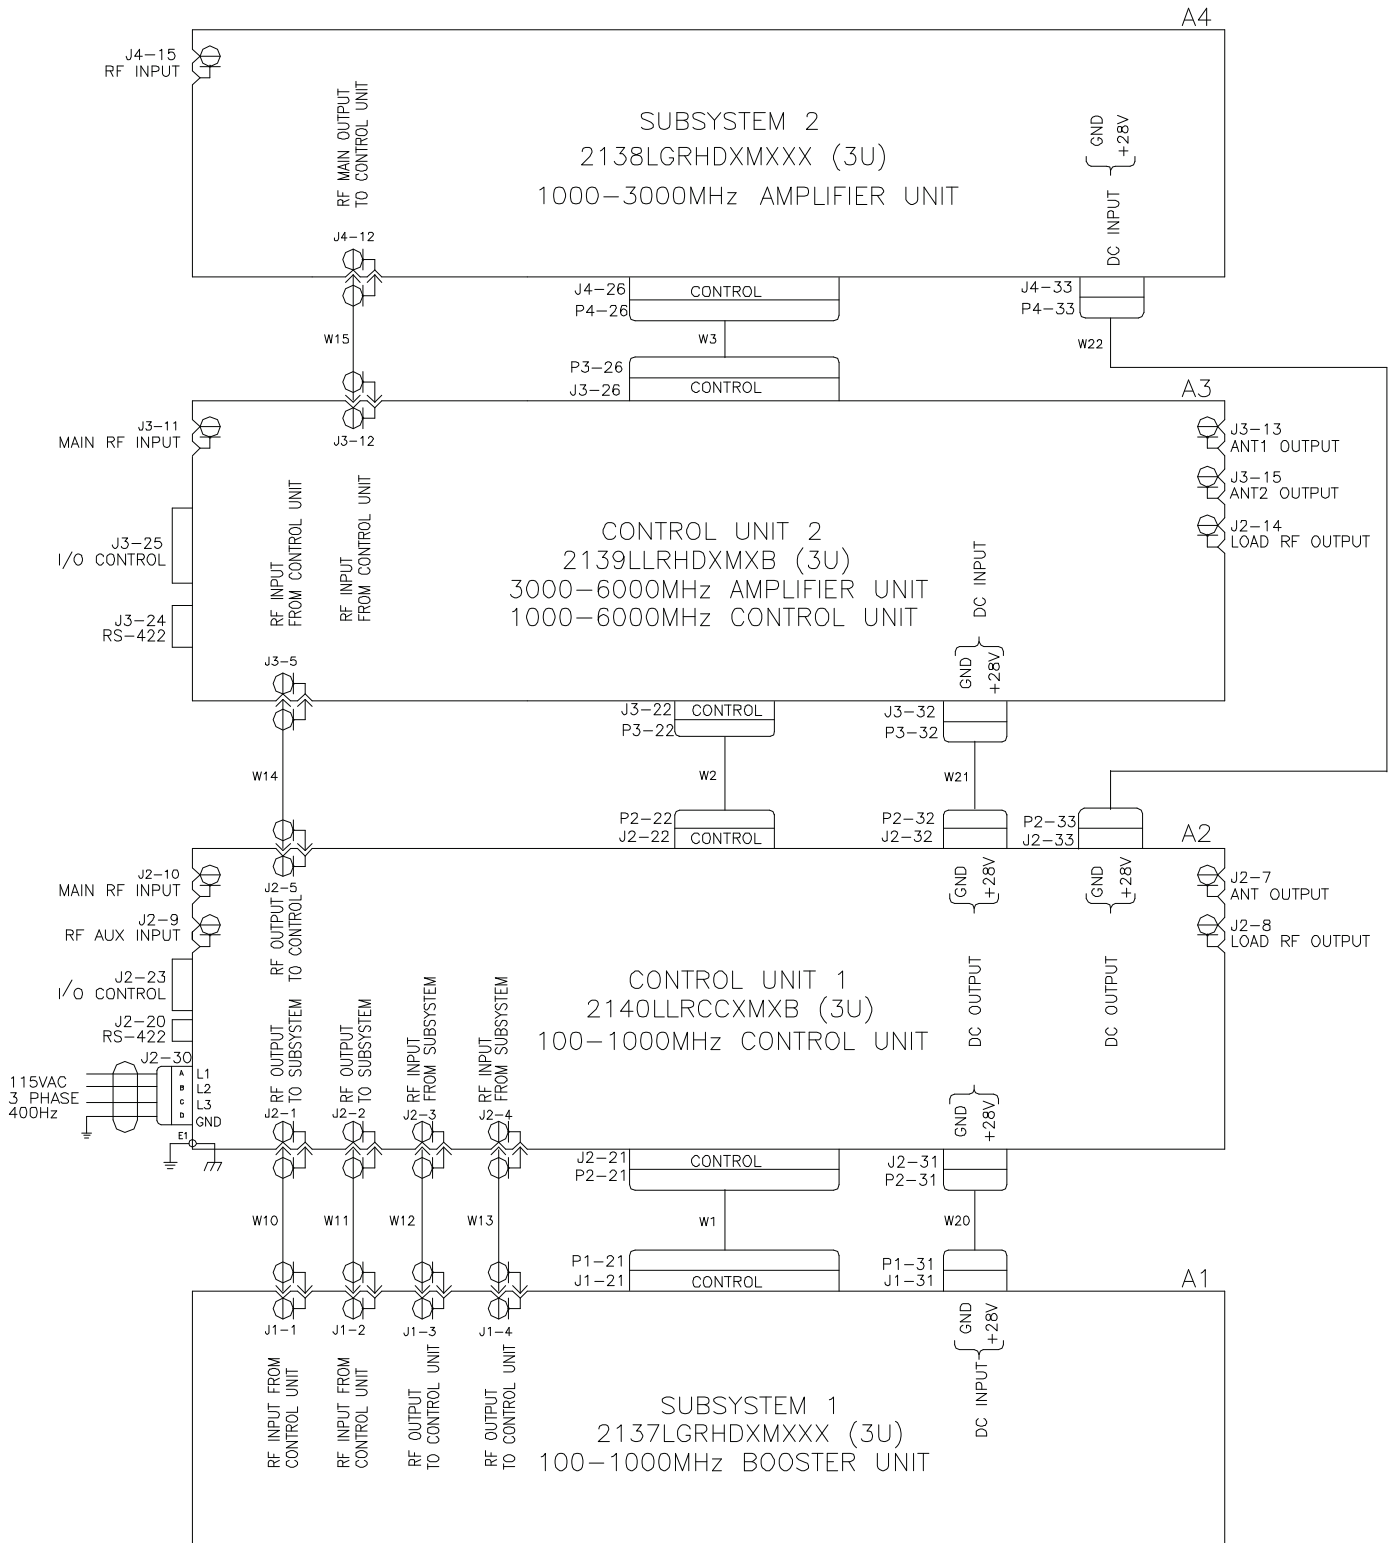 A4
J4-15
RF INPUT
RF MAIN OUTPUT
TO CONTROL UNIT
SUBSYSTEM 2
2138LGRHDXMXXX (3U)
1000-3000MHz AMPLIFIER UNIT
GND
+28V
DC INPUT
J4-12
J4-26
CONTROL
P4-26
J4-33
P4-33
W15
W3
W22
P3-26
J3-26
CONTROL
A3
J3-11
MAIN RF INPUT
J3-12
J3-13
ANT1 OUTPUT
J3-15
ANT2 OUTPUT
J2-14
LOAD RF OUTPUT
J3-25
I/O CONTROL
J3-24
RS-422
RF INPUT
FROM CONTROL UNIT
RF INPUT
FROM CONTROL UNIT
CONTROL UNIT 2
2139LLRHDXMXB (3U)
3000-6000MHz AMPLIFIER UNIT
1000-6000MHz CONTROL UNIT
DC INPUT
GND
+28V
J3-5
J3-22
CONTROL
P3-22
J3-32
P3-32
W14
W2
W21
P2-22
J2-22
CONTROL
P2-32
J2-32
P2-33
J2-33
A2
J2-10
MAIN RF INPUT
J2-9
RF AUX INPUT
J2-5
RF OUTPUT
TO CONTROL
GND
+28V
DC OUTPUT
GND
+28V
DC OUTPUT
J2-7
ANT OUTPUT
J2-8
LOAD RF OUTPUT
J2-23
I/O CONTROL
J2-20
RS-422
J2-30
CONTROL UNIT 1
2140LLRCCXMXB (3U)
100-1000MHz CONTROL UNIT
115VAC
3 PHASE
400Hz
A L1
B L2
C L3
D GND
E1
RF OUTPUT
TO SUBSYSTEM
RF OUTPUT
TO SUBSYSTEM
RF INPUT
FROM SUBSYSTEM
RF INPUT
FROM SUBSYSTEM
J2-1
J2-2
J2-3
J2-4
GND
+28V
J2-21
CONTROL
P2-21
J2-31
P2-31
W10
W11
W12
W13
W1
W20
P1-21
J1-21
CONTROL
P1-31
J1-31
A1
J1-1
J1-2
J1-3
J1-4
GND
+28V
DC INPUT
RF INPUT FROM
CONTROL UNIT
RF INPUT FROM
CONTROL UNIT
RF OUTPUT
TO CONTROL UNIT
RF OUTPUT
TO CONTROL UNIT
SUBSYSTEM 1
2137LGRHDXMXXX (3U)
100-1000MHz BOOSTER UNIT